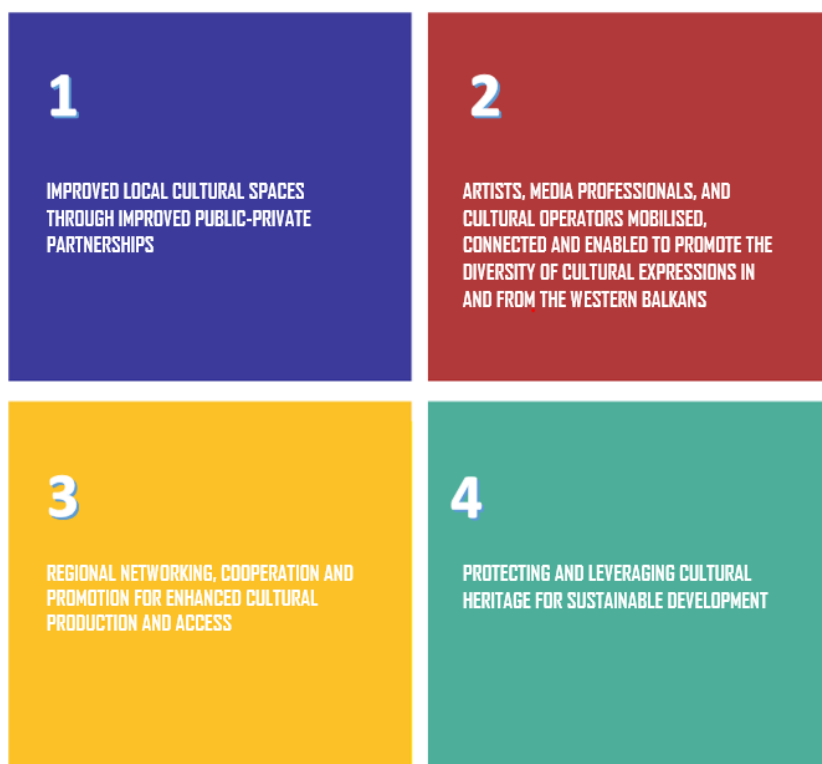 1
IMPROVED LOCAL CULTURAL SPACES
THROUGH IMPROVED PUBLIC-PRIVATE
PARTNERSHIPS
2
ARTISTS, MEDIA PROFESSIONALS, AND
CULTURAL OPERATORS MOBILISED,
CONNECTED AND ENABLED TO PROMOTE THE
DIVERSITY OF CULTURAL EXPRESSIONS IN
AND FROM THE WESTERN BALKANS
3
REGIONAL NETWORKING, COOPERATION AND
PROMOTION FOR ENHANCED CULTURAL
PRODUCTION AND ACCESS
4
PROTECTING AND LEVERAGING CULTURAL
HERITAGE FOR SUSTAINABLE DEVELOPMENT